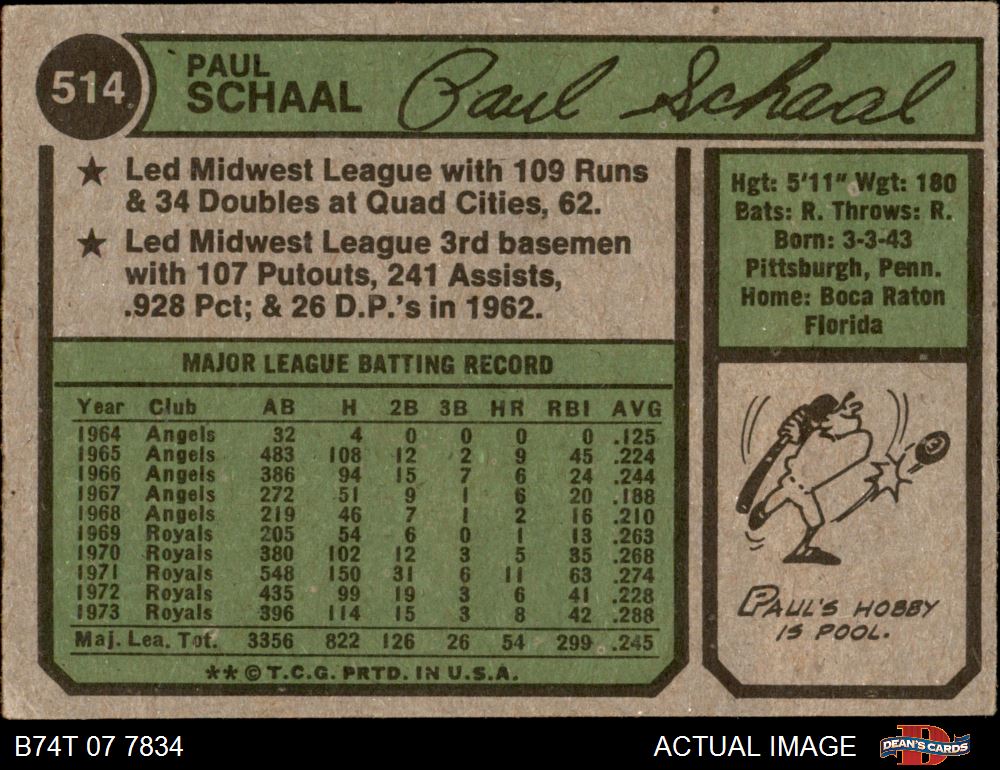 514
PAUL
SCHAAL
Paul Schaal
★ Led Midwest League with 109 Runs
& 34 Doubles at Quad Cities, 62.
★ Led Midwest League 3rd basemen
with 107 Putouts, 241 Assists,
.928 Pct; & 26 D.P.'s in 1962.
Hgt: 5'11" Wgt: 180
Bats: R. Throws: R.
Born: 3-3-43
Pittsburgh, Penn.
Home: Boca Raton
Florida
MAJOR LEAGUE BATTING RECORD
Year Club AB H 2B 3B HR RBI AVG
1964 Angels 32 4 0 0 0 0 .125
1965 Angels 483 108 12 2 9 45 .224
1966 Angels 386 94 15 7 6 24 .244
1967 Angels 272 51 9 1 6 20 .188
1968 Angels 219 46 7 1 2 16 .210
1969 Royals 205 54 6 0 1 13 .263
1970 Royals 380 102 12 3 5 35 .268
1971 Royals 548 150 31 6 11 63 .274
1972 Royals 435 99 19 3 6 41 .228
1973 Royals 396 114 15 3 8 42 .288
Maj. Lea. Tot. 3356 822 126 26 54 299 .245
** © T.C.G. PRTD. IN U.S.A.
8
PAUL'S HOBBY
IS POOL.
B74T 07 7834
ACTUAL IMAGE
D
DEAN'S CARDS